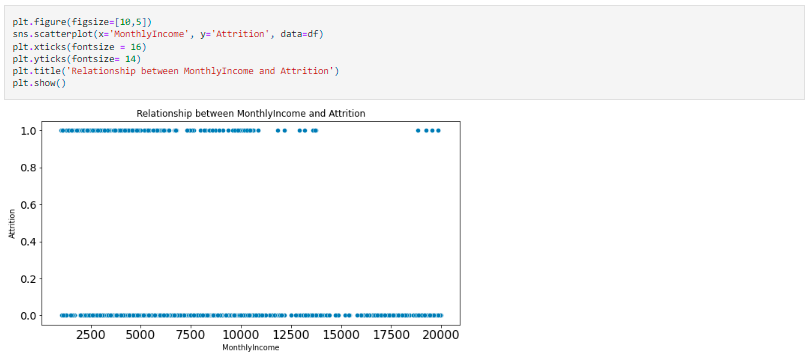 plt.figure(figsize=[10,5])
sns.scatterplot(x='MonthlyIncome', y='Attrition', data=df)
plt.xticks(fontsize = 16)
plt.yticks(fontsize= 14)
plt.title('Relationship between MonthlyIncome and Attrition')
plt.show()
Relationship between MonthlyIncome and Attrition
1.0
0.8
0.6
0.4
0.2
0.0
Attrition
2500 5000 7500 10000 12500 15000 17500 20000
MonthlyIncome